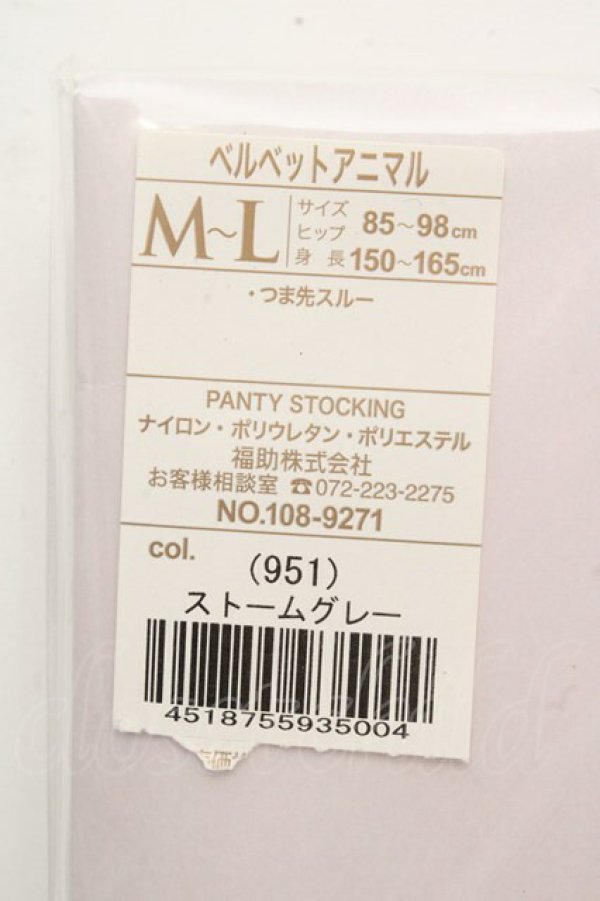 ベルベットアニマル
M～L
サイズ
ヒップ 85～98cm
身長 150～165cm
・つま先スルー
PANTY STOCKING
ナイロン・ポリウレタン・ポリエステル
福助株式会社
お客様相談室 ☎072-223-2275
NO.108-9271
col.
(951)
ストームグレー
4518755935004